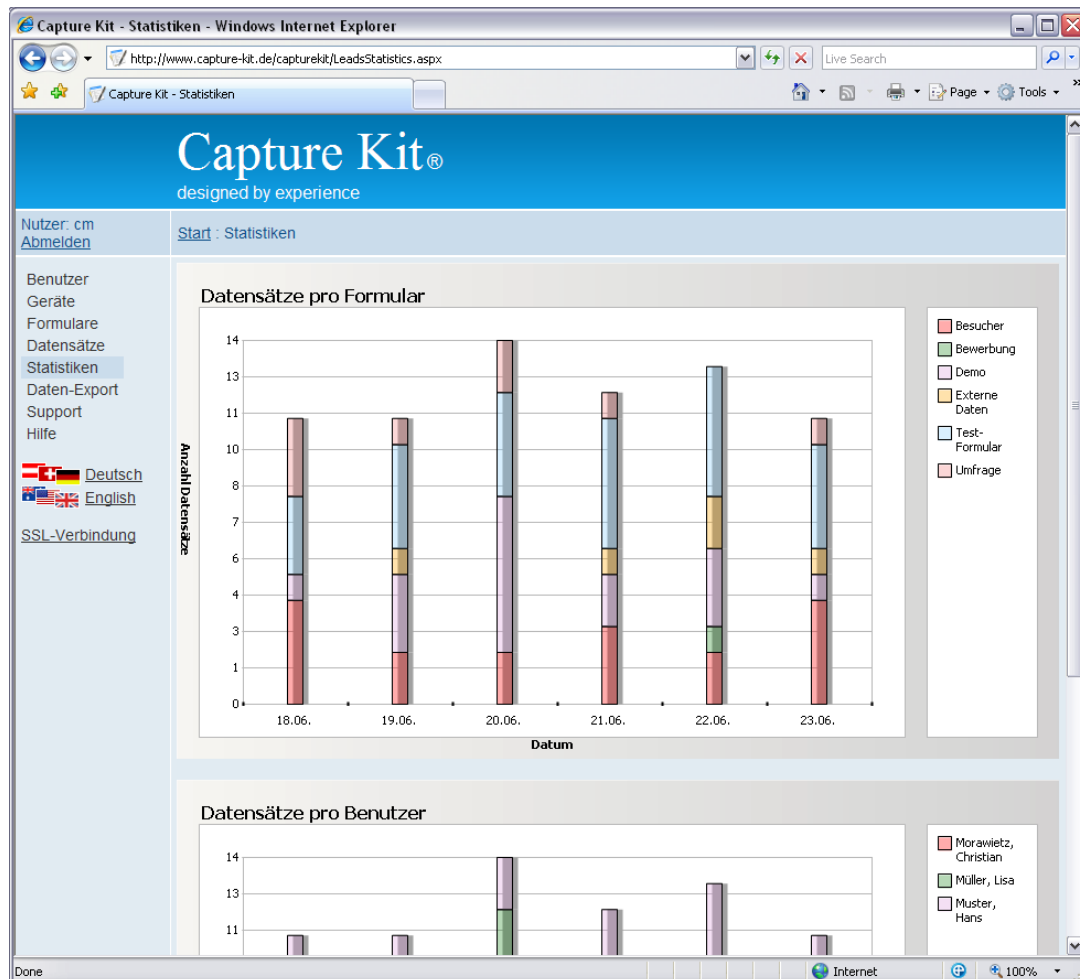 Capture Kit - Statistiken - Windows Internet Explorer
http://www.capture-kit.de/capturekit/LeadsStatistics.aspx
Live Search
Capture Kit - Statistiken
Page
Tools
»
Capture Kit®
designed by experience
Nutzer: cm
Abmelden
Start : Statistiken
Benutzer
Geräte
Formulare
Datensätze
Statistiken
Daten-Export
Support
Hilfe
Deutsch
English
SSL-Verbindung
Datensätze pro Formular
Anzahl Datensätze
14
13
11
10
8
7
6
4
3
1
0
18.06.
19.06.
20.06.
21.06.
22.06.
23.06.
Datum
Besucher
Bewerbung
Demo
Externe
Daten
Test-
Formular
Umfrage
Datensätze pro Benutzer
14
13
11
Morawietz,
Christian
Müller, Lisa
Muster,
Hans
Done
Internet
100%